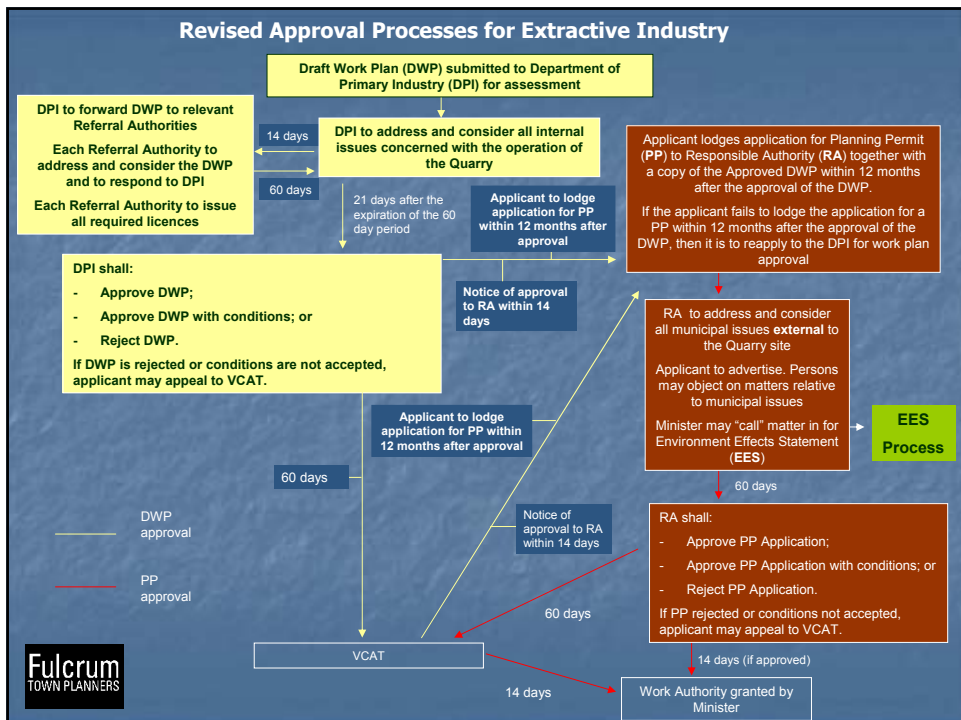 Revised Approval Processes for Extractive Industry
Draft Work Plan (DWP) submitted to Department of
Primary Industry (DPI) for assessment
DPI to forward DWP to relevant
Referral Authorities
Each Referral Authority to
address and consider the DWP
and to respond to DPI
Each Referral Authority to issue
all required licences
14 days
60 days
DPI to address and consider all internal
issues concerned with the operation of
the Quarry
21 days after the
expiration of the 60
day period
Applicant to lodge
application for PP
within 12 months after
approval
Applicant lodges application for Planning Permit
(PP) to Responsible Authority (RA) together with
a copy of the Approved DWP within 12 months
after the approval of the DWP.
If the applicant fails to lodge the application for a
PP within 12 months after the approval of the
DWP, then it is to reapply to the DPI for work plan
approval
DPI shall:
- Approve DWP;
- Approve DWP with conditions; or
- Reject DWP.
If DWP is rejected or conditions are not accepted,
applicant may appeal to VCAT.
Notice of approval
to RA within 14
days
RA to address and consider
all municipal issues external to
the Quarry site
Applicant to advertise. Persons
may object on matters relative
to municipal issues
Minister may “call” matter in for
Environment Effects Statement
(EES)
EES
Process
Applicant to lodge
application for PP within
12 months after approval
60 days
60 days
Notice of
approval to RA
within 14 days
RA shall:
- Approve PP Application;
- Approve PP Application with conditions; or
- Reject PP Application.
If PP rejected or conditions not accepted,
applicant may appeal to VCAT.
DWP
approval
PP
approval
60 days
VCAT
14 days (if approved)
14 days
Work Authority granted by
Minister
Fulcrum
TOWN PLANNERS